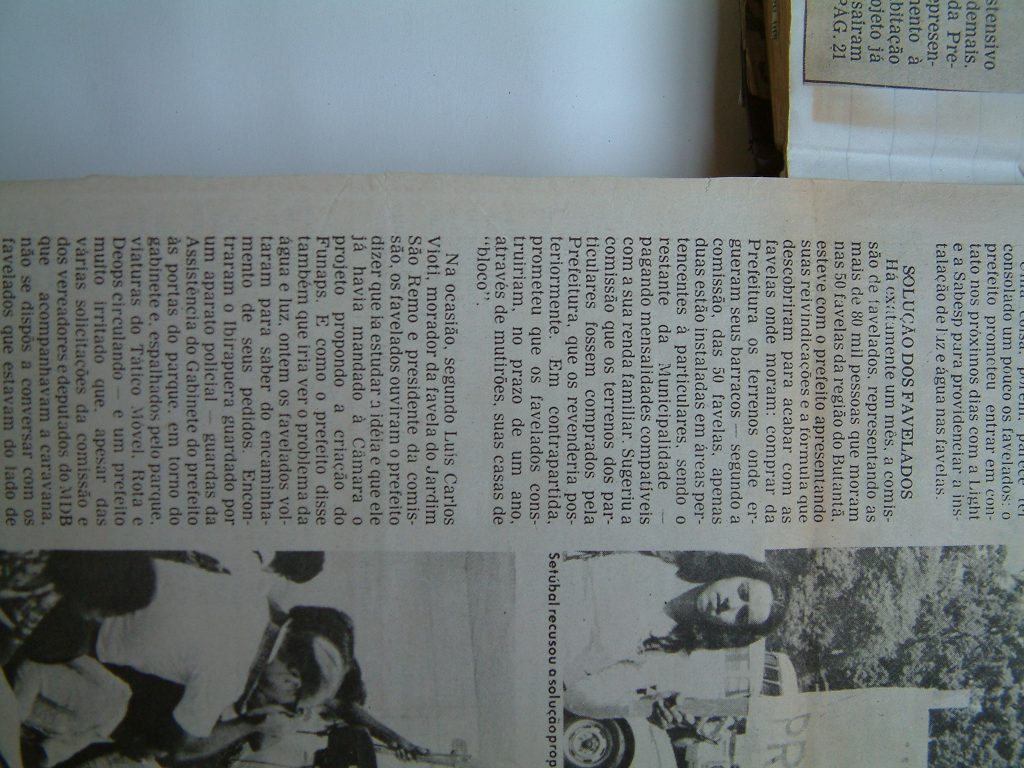 stensivo
demais.
da Pre-
epresen-
mento à
bitação
ojeto já
saíram
PÁG. 21
consolado um pouco os favelados: o
prefeito prometeu entrar em con-
tato nos próximos dias com a Light
e a Sabesp para providenciar a ins-
talação de luz e água nas favelas.
SOLUÇÃO DOS FAVELADOS
Há exatamente um mês, a comis-
são de favelados, representando as
mais de 80 mil pessoas que moram
nas 50 favelas da região do Butantã,
esteve com o prefeito apresentando
suas reivindicações e a fórmula que
descobriram para acabar com as
favelas onde moram: comprar da
Prefeitura os terrenos onde er-
gueram seus barracos — segundo a
comissão, das 50 favelas, apenas
duas estão instaladas em áreas per-
tencentes à particulares, sendo o
restante da Municipalidade —
pagando mensalidades compatíveis
com a sua renda familiar. Sugeriu a
comissão que os terrenos dos par-
ticulares fossem comprados pela
Prefeitura, que os revenderia pos-
teriormente. Em contrapartida,
prometeu que os favelados cons-
truiriam, no prazo de um ano,
através de mutirões, suas casas de
“bloco”.
Na ocasião, segundo Luis Carlos
Vioti, morador da favela do Jardim
São Remo e presidente da comis-
são, os favelados ouviram o prefeito
dizer que ia estudar a idéia e que ele
já havia mandado à Câmara o
projeto propondo a criação do
Funaps. E como o prefeito disse
também que iria ver o problema da
água e luz, ontem os favelados vol-
taram para saber do encaminha-
mento de seus pedidos. Encon-
traram o Ibirapuera guardado por
um aparato policial — guardas da
Assistência do Gabinete do prefeito
às portas do parque, em torno do
gabinete e, espalhados pelo parque,
viaturas do Tático Móvel, Rota e
Deops circulando — e um prefeito
muito irritado que, apesar das
várias solicitações da comissão e
dos vereadores e deputados do MDB
que acompanhavam a caravana,
não se dispôs a conversar com os
favelados que estavam do lado de
Setúbal recusou a solução prop
PR